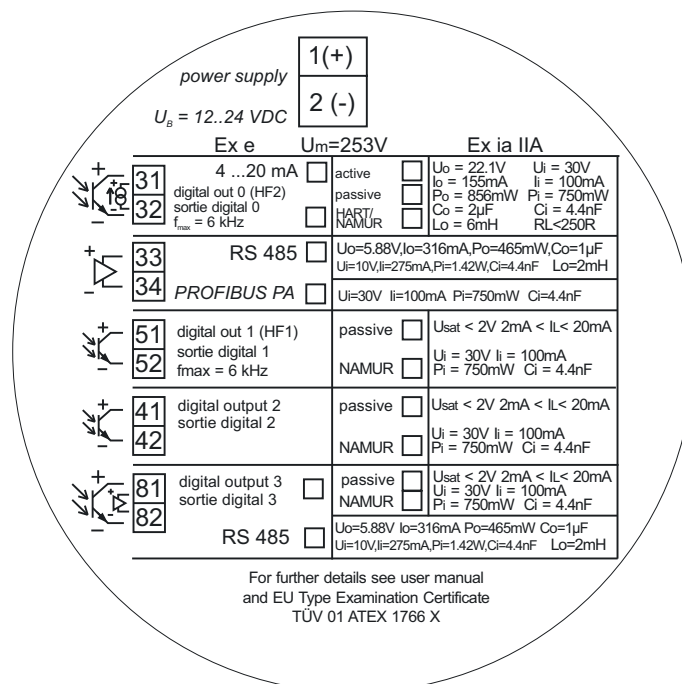 1(+)
power supply
2 (-)
UB = 12..24 VDC
Ex e Um=253V Ex ia IIA
+
31
32
-
4 ...20 mA
digital out 0 (HF2)
sortie digital 0
fmax = 6 kHz
active
passive
HART/
NAMUR
Uo = 22.1V Ui = 30V
Io = 155mA Ii = 100mA
Po = 856mW Pi = 750mW
Co = 2µF Ci = 4.4nF
Lo = 6mH RL<250R
+
33
34
-
RS 485
Uo=5.88V,Io=316mA,Po=465mW,Co=1µF
Ui=10V,Ii=275mA,Pi=1.42W,Ci=4.4nF Lo=2mH
PROFIBUS PA
Ui=30V Ii=100mA Pi=750mW Ci=4.4nF
+
51
52
-
digital out 1 (HF1)
sortie digital 1
fmax = 6 kHz
passive
NAMUR
Usat < 2V 2mA < IL< 20mA
Ui = 30V Ii = 100mA
Pi = 750mW Ci = 4.4nF
+
41
42
-
digital output 2
sortie digital 2
passive
NAMUR
Usat < 2V 2mA < IL< 20mA
Ui = 30V Ii = 100mA
Pi = 750mW Ci = 4.4nF
+
81
82
-
digital output 3
sortie digital 3
passive
NAMUR
Usat < 2V 2mA < IL< 20mA
Ui = 30V Ii = 100mA
Pi = 750mW Ci = 4.4nF
RS 485
Uo=5.88V Io=316mA Po=465mW Co=1µF
Ui=10V,Ii=275mA,Pi=1.42W,Ci=4.4nF Lo=2mH
For further details see user manual
and EU Type Examination Certificate
TÜV 01 ATEX 1766 X